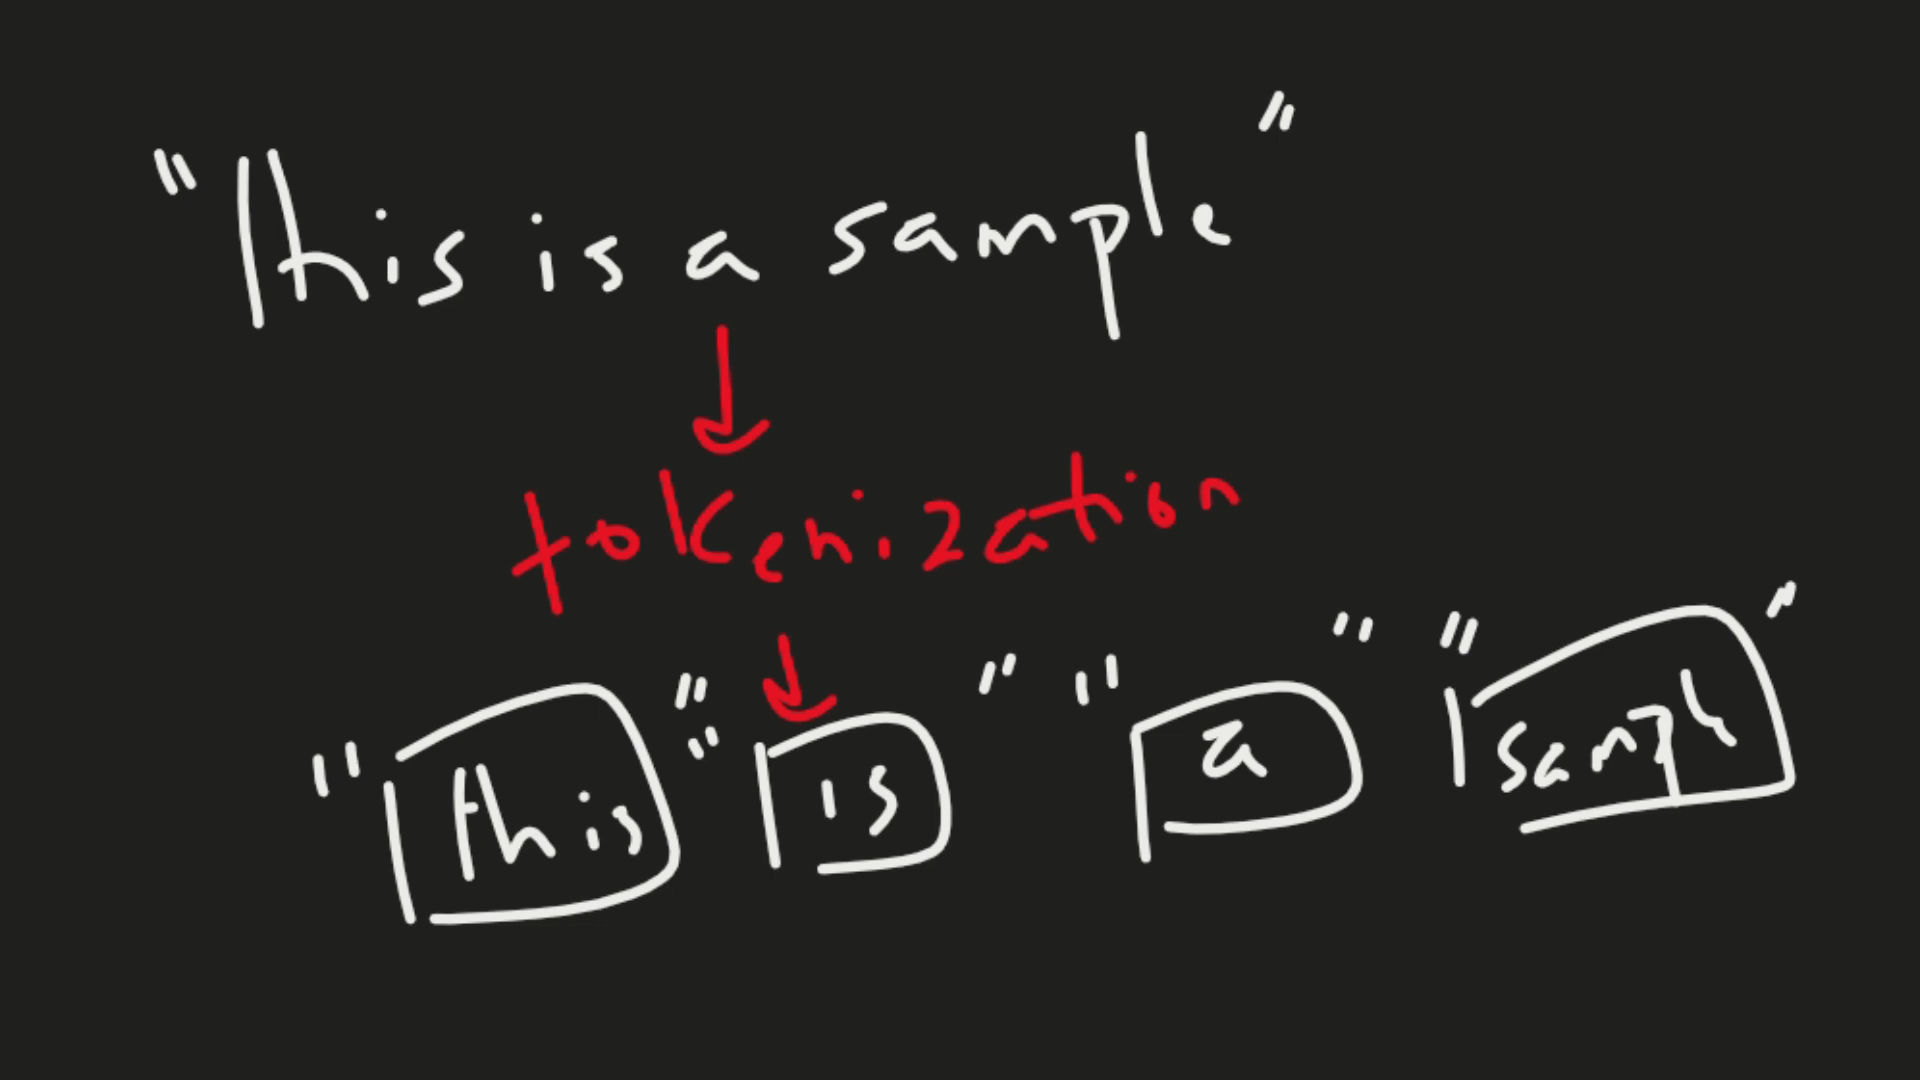 "this is a sample"
tokenization
"this" "is" "a" "sample"